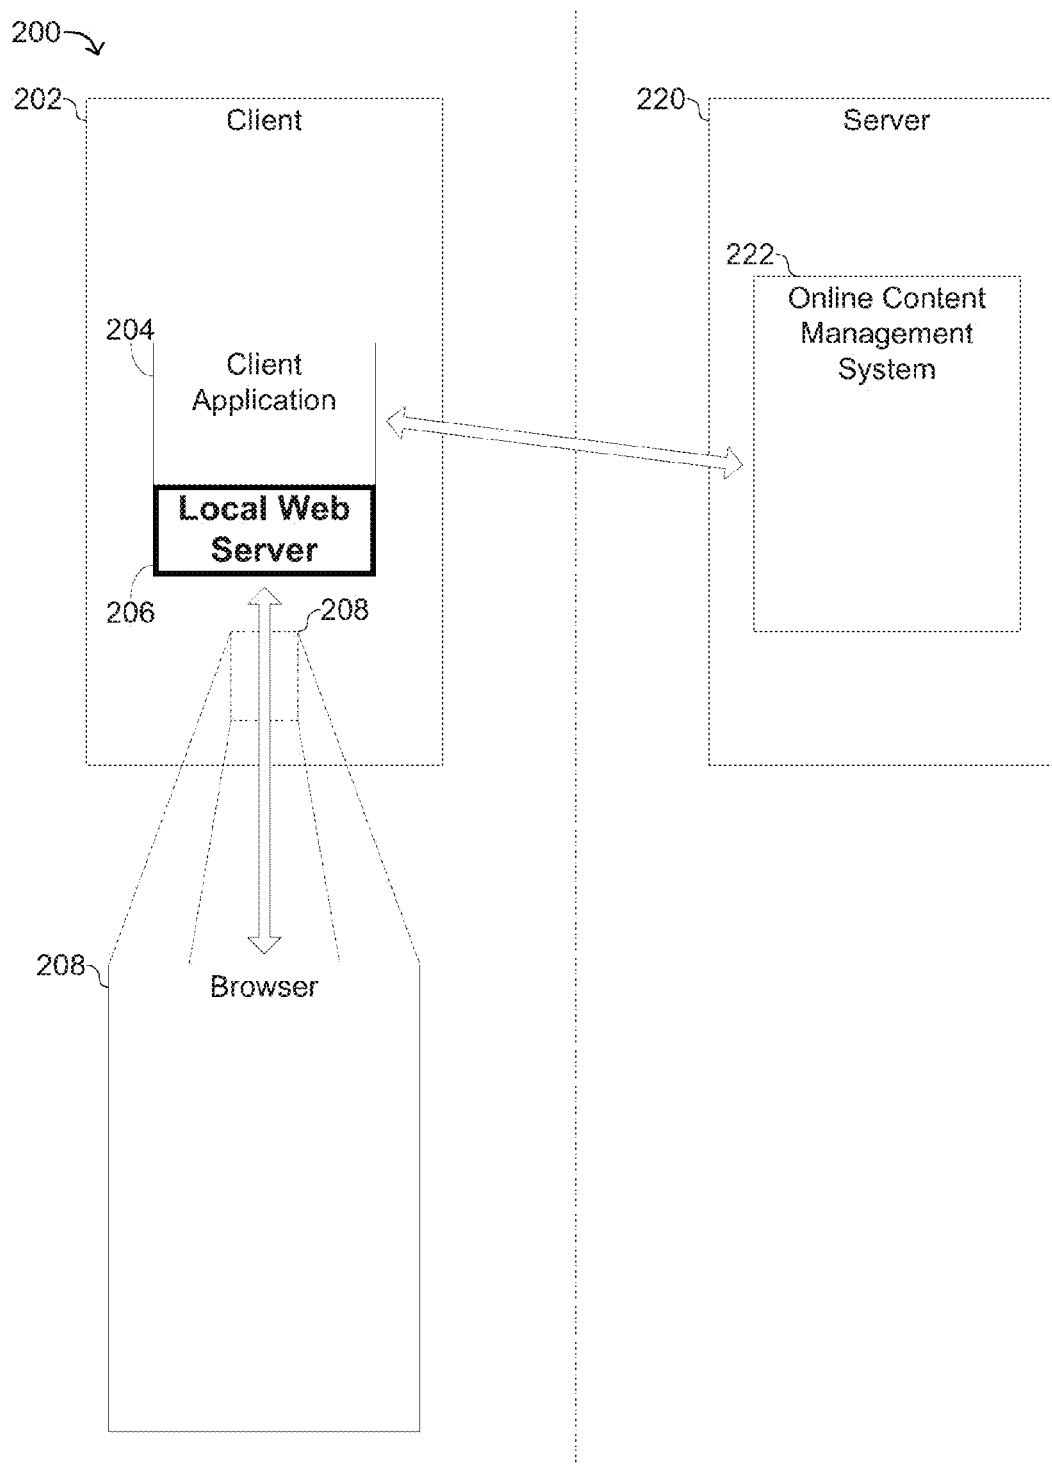 200
202
Client
220
Server
222
Online Content
Management
System
204
Client
Application
Local Web
Server
206
208
208
Browser